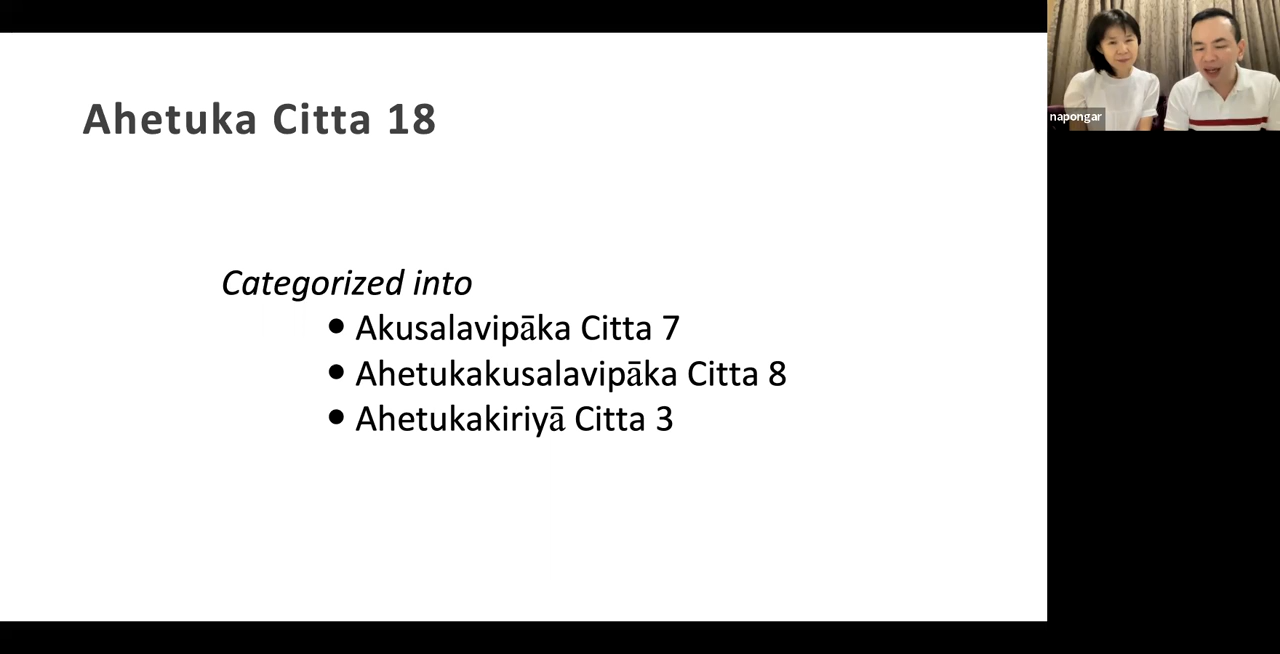 Ahetuka Citta 18
napongar
Categorized into
• Akusalavipāka Citta 7
• Ahetukakusalavipāka Citta 8
• Ahetukakiriyā Citta 3